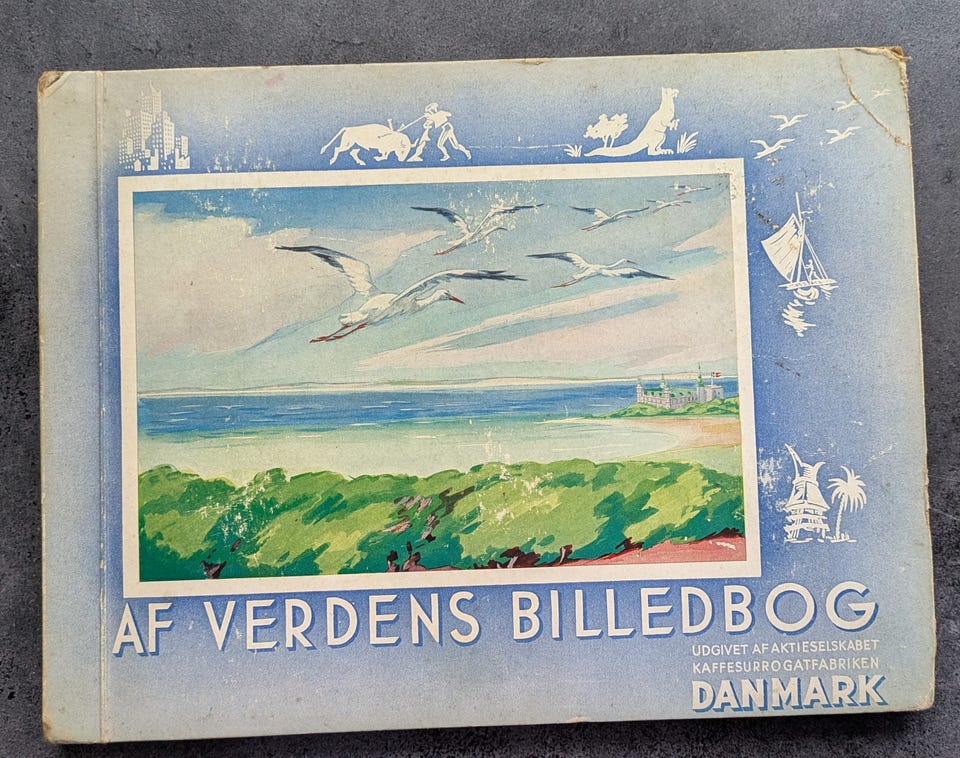 AF VERDENS BILLEDBOG
UDGIVET AF AKTIESELSKABET
KAFFESURROGATFABRIKEN
DANMARK